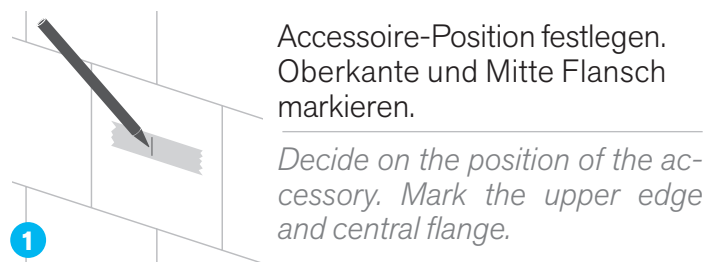 Accessoire-Position festlegen.
Oberkante und Mitte Flansch
markieren.
Decide on the position of the ac-
cessory. Mark the upper edge
and central flange.
1